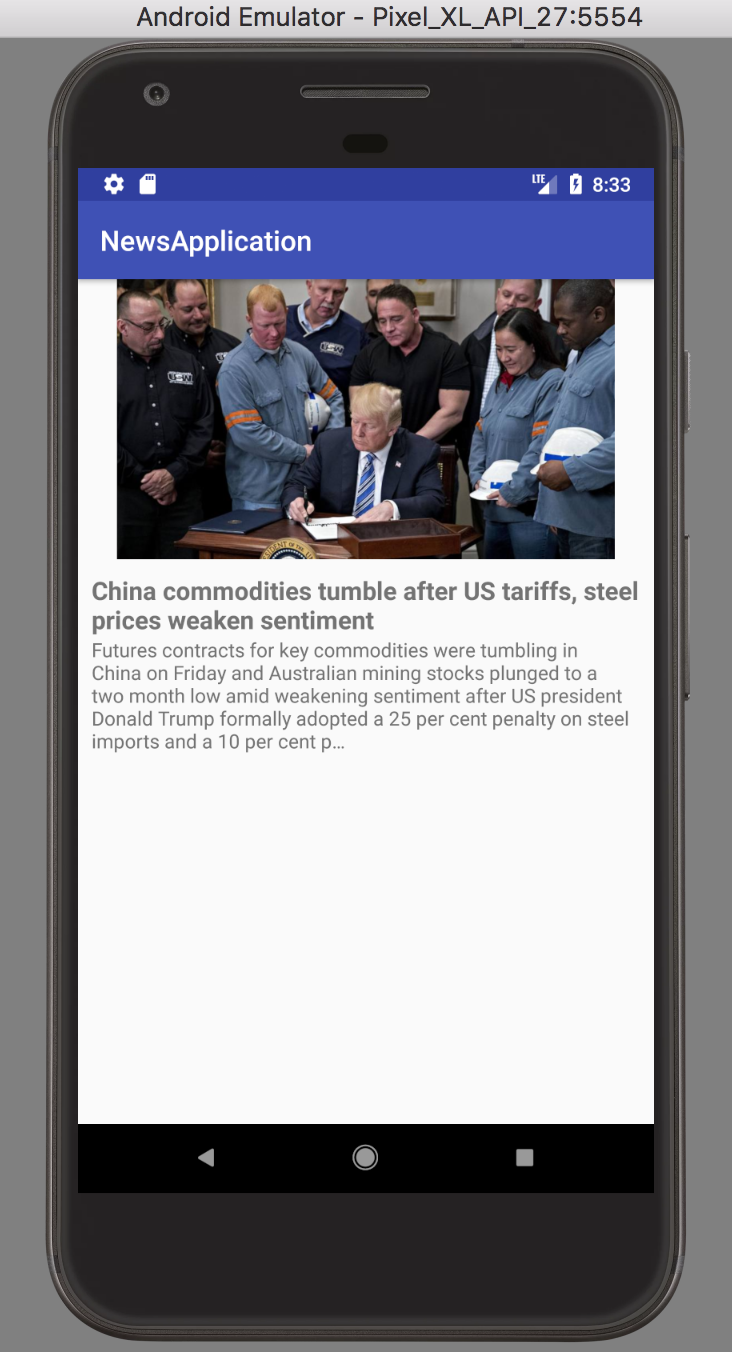 Android Emulator - Pixel_XL_API_27:5554
LTE 8:33
NewsApplication
China commodities tumble after US tariffs, steel
prices weaken sentiment
Futures contracts for key commodities were tumbling in
China on Friday and Australian mining stocks plunged to a
two month low amid weakening sentiment after US president
Donald Trump formally adopted a 25 per cent penalty on steel
imports and a 10 per cent p…